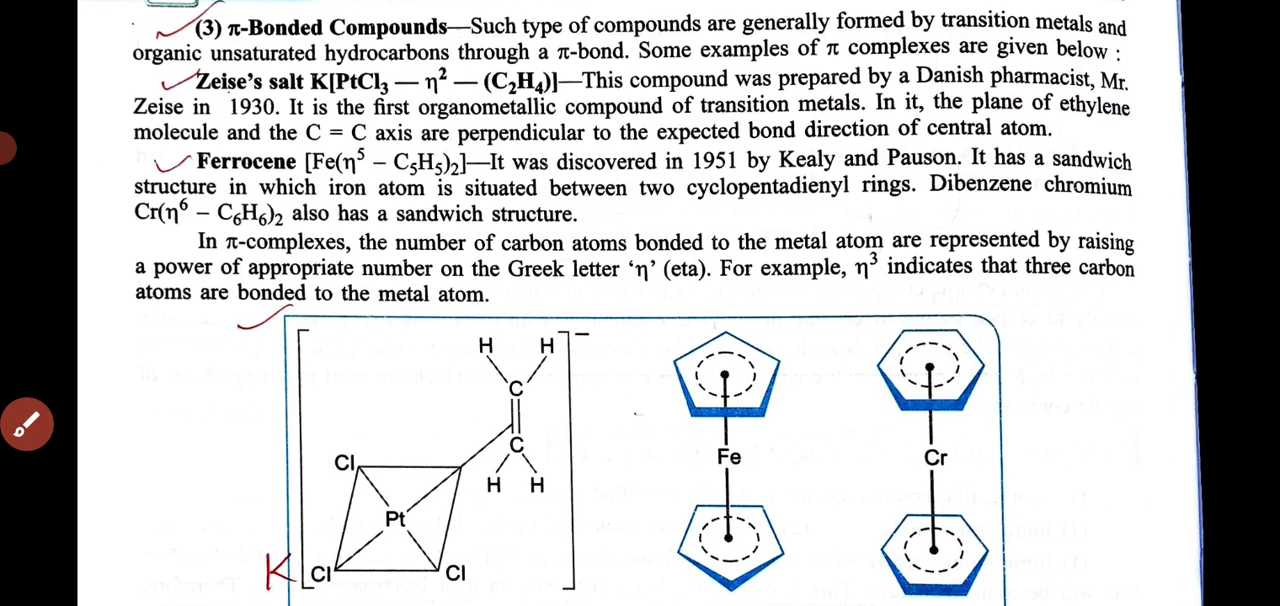 (3) π-Bonded Compounds—Such type of compounds are generally formed by transition metals and
organic unsaturated hydrocarbons through a π-bond. Some examples of π complexes are given below :
Zeise's salt K[PtCl₃ — η² — (C₂H₄)]—This compound was prepared by a Danish pharmacist, Mr.
Zeise in 1930. It is the first organometallic compound of transition metals. In it, the plane of ethylene
molecule and the C = C axis are perpendicular to the expected bond direction of central atom.
Ferrocene [Fe(η⁵ – C₅H₅)₂]—It was discovered in 1951 by Kealy and Pauson. It has a sandwich
structure in which iron atom is situated between two cyclopentadienyl rings. Dibenzene chromium
Cr(η⁶ – C₆H₆)₂ also has a sandwich structure.
In π-complexes, the number of carbon atoms bonded to the metal atom are represented by raising
a power of appropriate number on the Greek letter 'η' (eta). For example, η³ indicates that three carbon
atoms are bonded to the metal atom.
H H
C
C
H H
Cl
Pt
Cl Cl
K
–
Fe
Cr